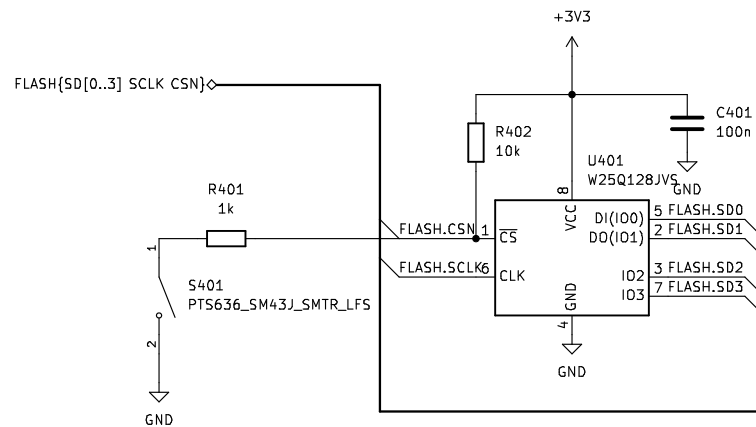 +3V3
FLASH{SD[0..3] SCLK CSN}
C401
100n
GND
R402
10k
U401
W25Q128JVS
8
VCC
R401
1k
FLASH.CSN
1
CS
DI(IO0)
5
FLASH.SD0
DO(IO1)
2
FLASH.SD1
FLASH.SCLK
6
CLK
IO2
3
FLASH.SD2
IO3
7
FLASH.SD3
GND
4
GND
1
S401
PTS636_SM43J_SMTR_LFS
2
GND